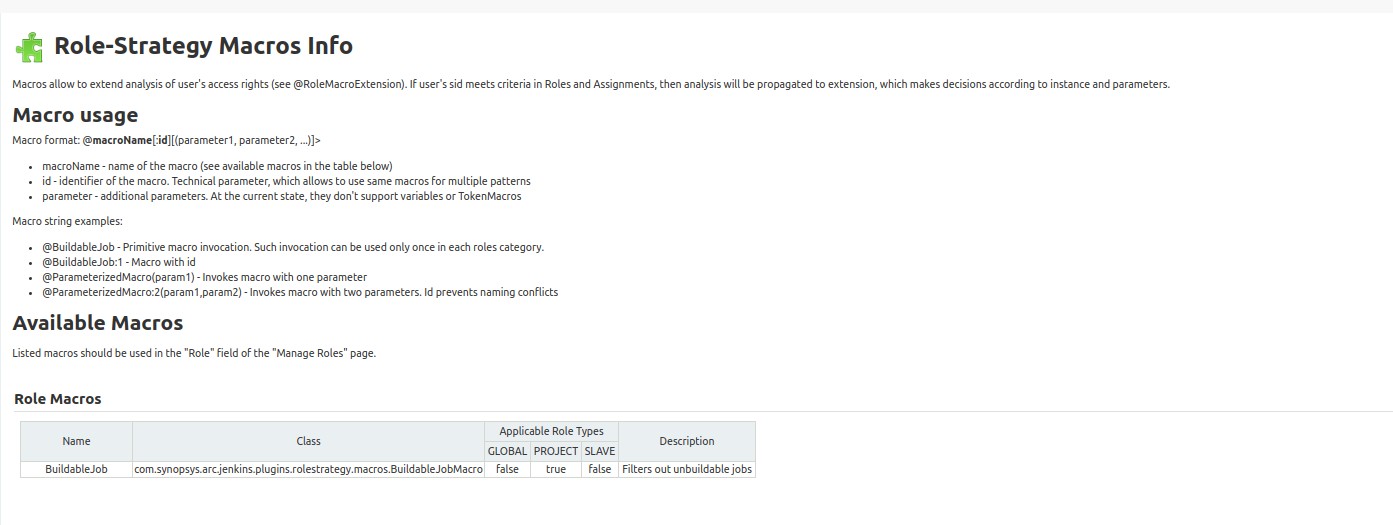 Role-Strategy Macros Info
Macros allow to extend analysis of user's access rights (see @RoleMacroExtension). If user's sid meets criteria in Roles and Assignments, then analysis will be propagated to extension, which makes decisions according to instance and parameters.
Macro usage
Macro format: @macroName[:id][(parameter1, parameter2, ...)]>
• macroName - name of the macro (see available macros in the table below)
• id - identifier of the macro. Technical parameter, which allows to use same macros for multiple patterns
• parameter - additional parameters. At the current state, they don't support variables or TokenMacros
Macro string examples:
• @BuildableJob - Primitive macro invocation. Such invocation can be used only once in each roles category.
• @BuildableJob:1 - Macro with id
• @ParameterizedMacro(param1) - Invokes macro with one parameter
• @ParameterizedMacro:2(param1,param2) - Invokes macro with two parameters. Id prevents naming conflicts
Available Macros
Listed macros should be used in the "Role" field of the "Manage Roles" page.
Role Macros
Name Class Applicable Role Types Description
GLOBAL PROJECT SLAVE
BuildableJob com.synopsys.arc.jenkins.plugins.rolestrategy.macros.BuildableJobMacro false true false Filters out unbuildable jobs